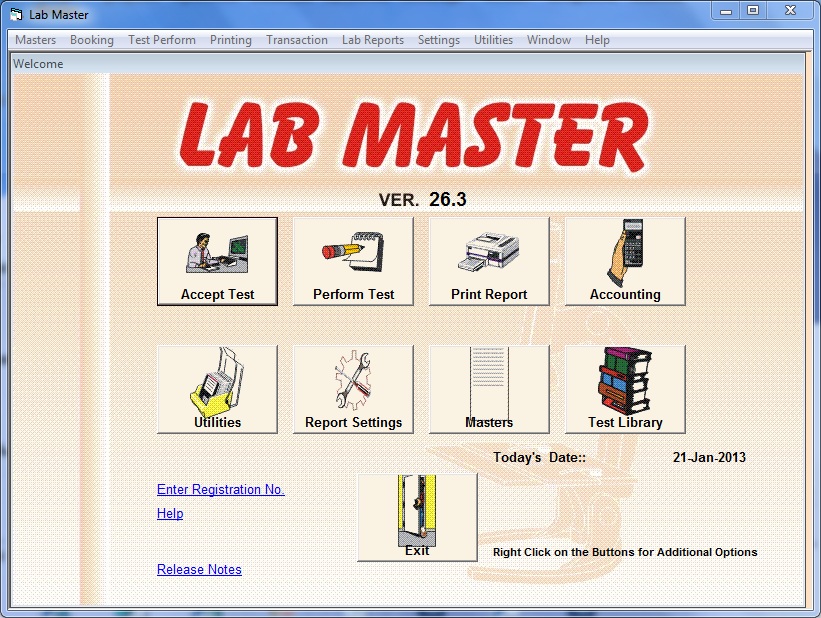 Lab Master
Masters Booking Test Perform Printing Transaction Lab Reports Settings Utilities Window Help
Welcome
LAB MASTER
VER. 26.3
Accept Test Perform Test Print Report Accounting
Utilities Report Settings Masters Test Library
Today's Date:: 21-Jan-2013
Enter Registration No.
Help
Exit
Right Click on the Buttons for Additional Options
Release Notes